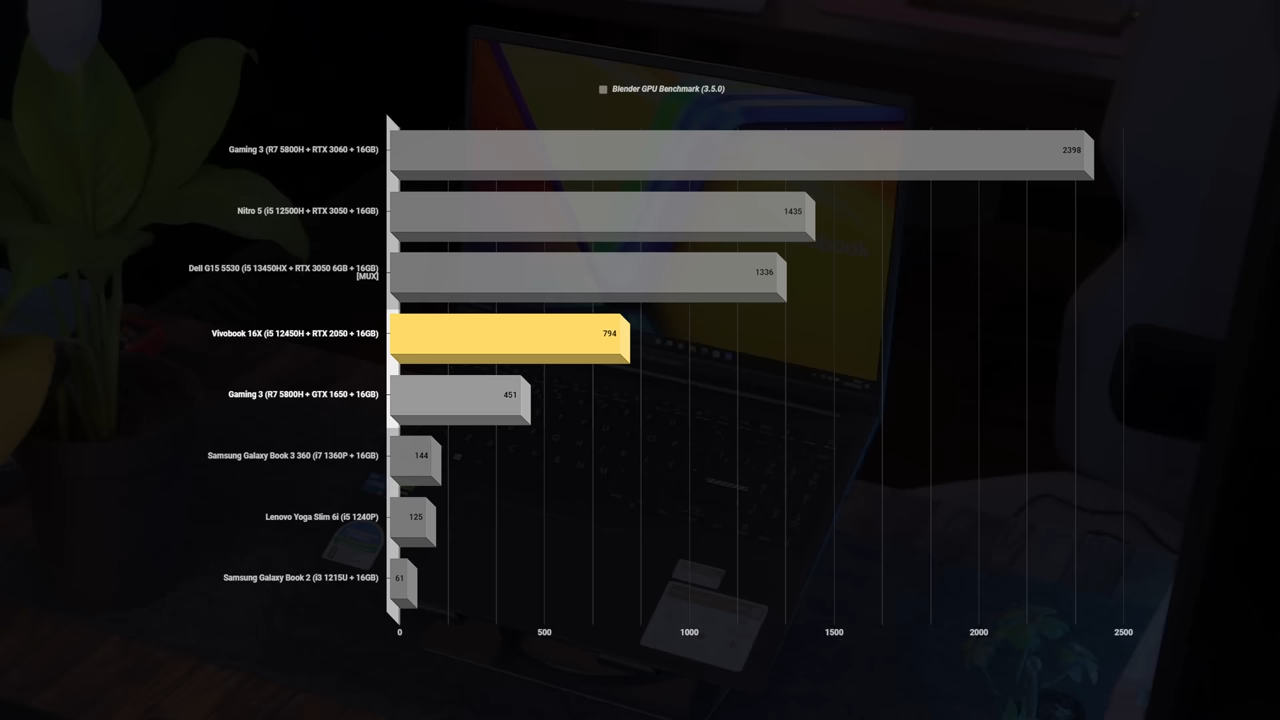 Blender GPU Benchmark (3.5.0)
Gaming 3 (R7 5800H + RTX 3060 + 16GB)
2398
Nitro 5 (i5 12500H + RTX 3050 + 16GB)
1435
Dell G15 5530 (i5 13450HX + RTX 3050 6GB + 16GB)
[MUX]
1336
Vivobook 16X (i5 12450H + RTX 2050 + 16GB)
794
Gaming 3 (R7 5800H + GTX 1650 + 16GB)
451
Samsung Galaxy Book 3 360 (i7 1360P + 16GB)
144
Lenovo Yoga Slim 6i (i5 1240P)
125
Samsung Galaxy Book 2 (i3 1215U + 16GB)
61
0 500 1000 1500 2000 2500